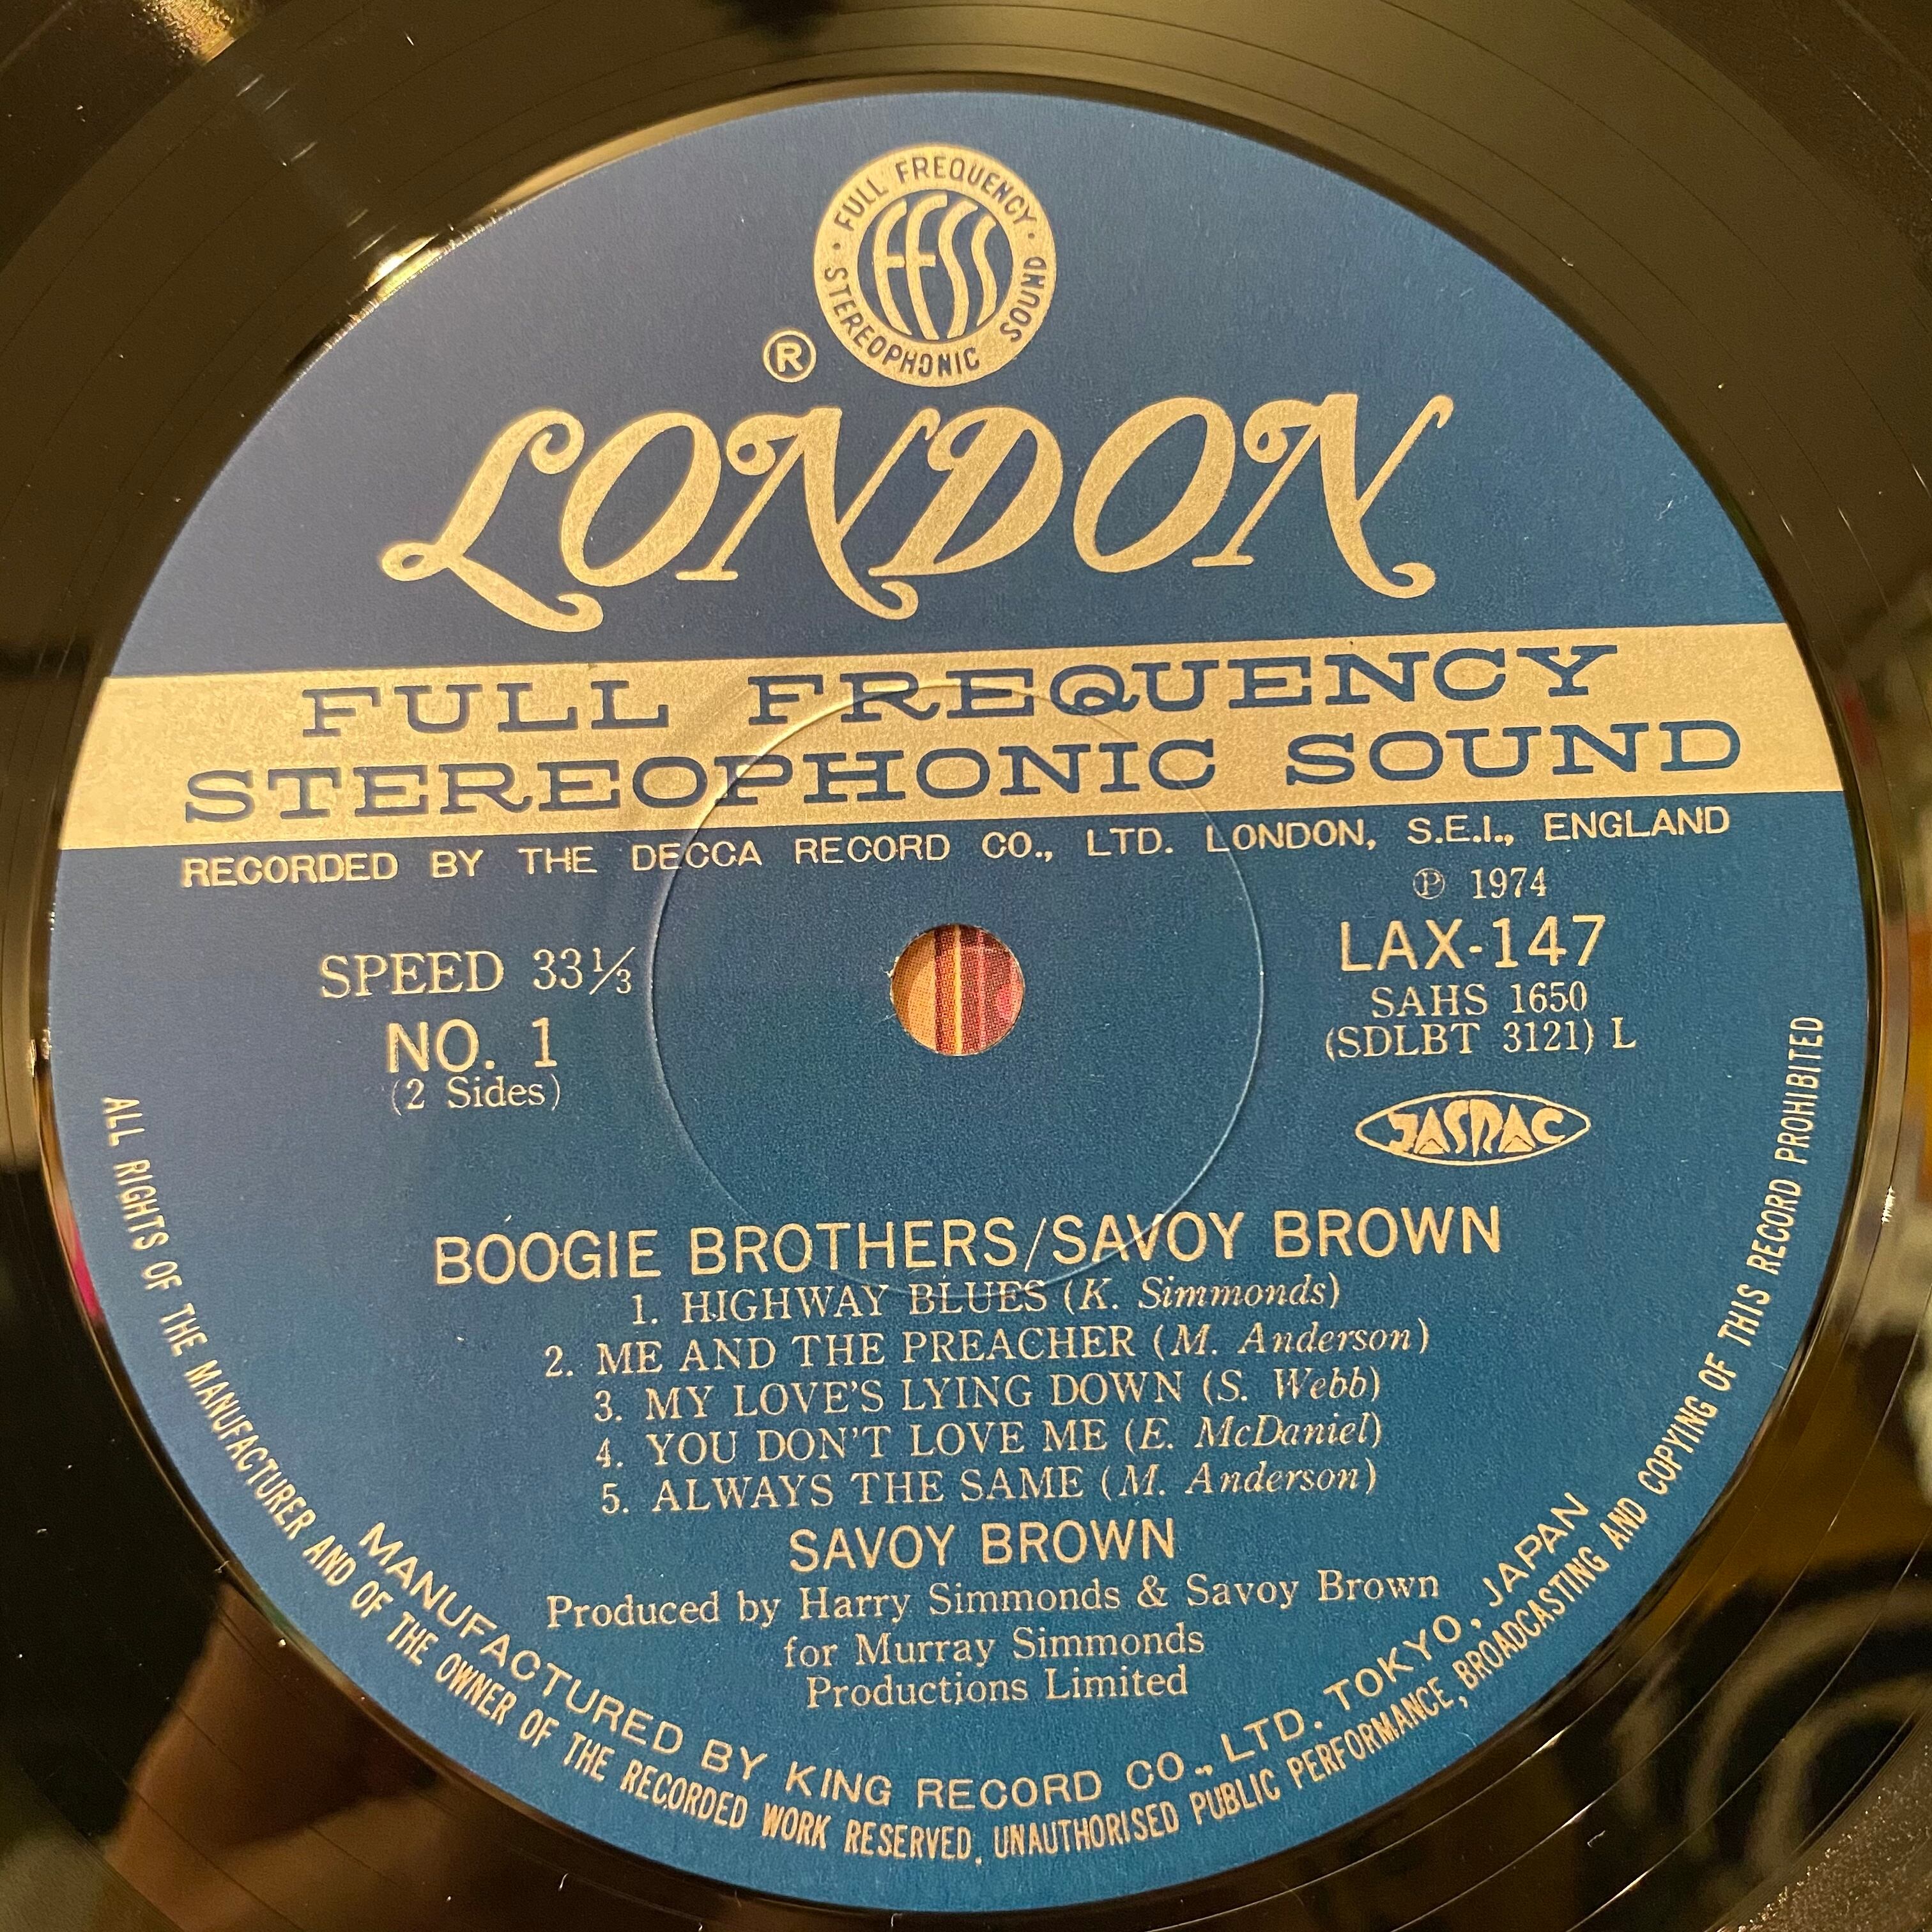 FULL FREQUENCY
STEREOPHONIC SOUND
FFSS
®
LONDON
FULL FREQUENCY
STEREOPHONIC SOUND
RECORDED BY THE DECCA RECORD CO., LTD. LONDON, S.E.I., ENGLAND
℗ 1974
SPEED 33⅓
LAX-147
SAHS 1650
NO. 1
(SDLBT 3121) L
(2 Sides)
JASRAC
BOOGIE BROTHERS/SAVOY BROWN
1. HIGHWAY BLUES (K. Simmonds)
2. ME AND THE PREACHER (M. Anderson)
3. MY LOVE'S LYING DOWN (S. Webb)
4. YOU DON'T LOVE ME (E. McDaniel)
5. ALWAYS THE SAME (M. Anderson)
SAVOY BROWN
Produced by Harry Simmonds & Savoy Brown
for Murray Simmonds
Productions Limited
MANUFACTURED BY KING RECORD CO., LTD. TOKYO, JAPAN
ALL RIGHTS OF THE MANUFACTURER AND OF THE OWNER OF THE RECORDED WORK RESERVED. UNAUTHORISED PUBLIC PERFORMANCE, BROADCASTING AND COPYING OF THIS RECORD PROHIBITED